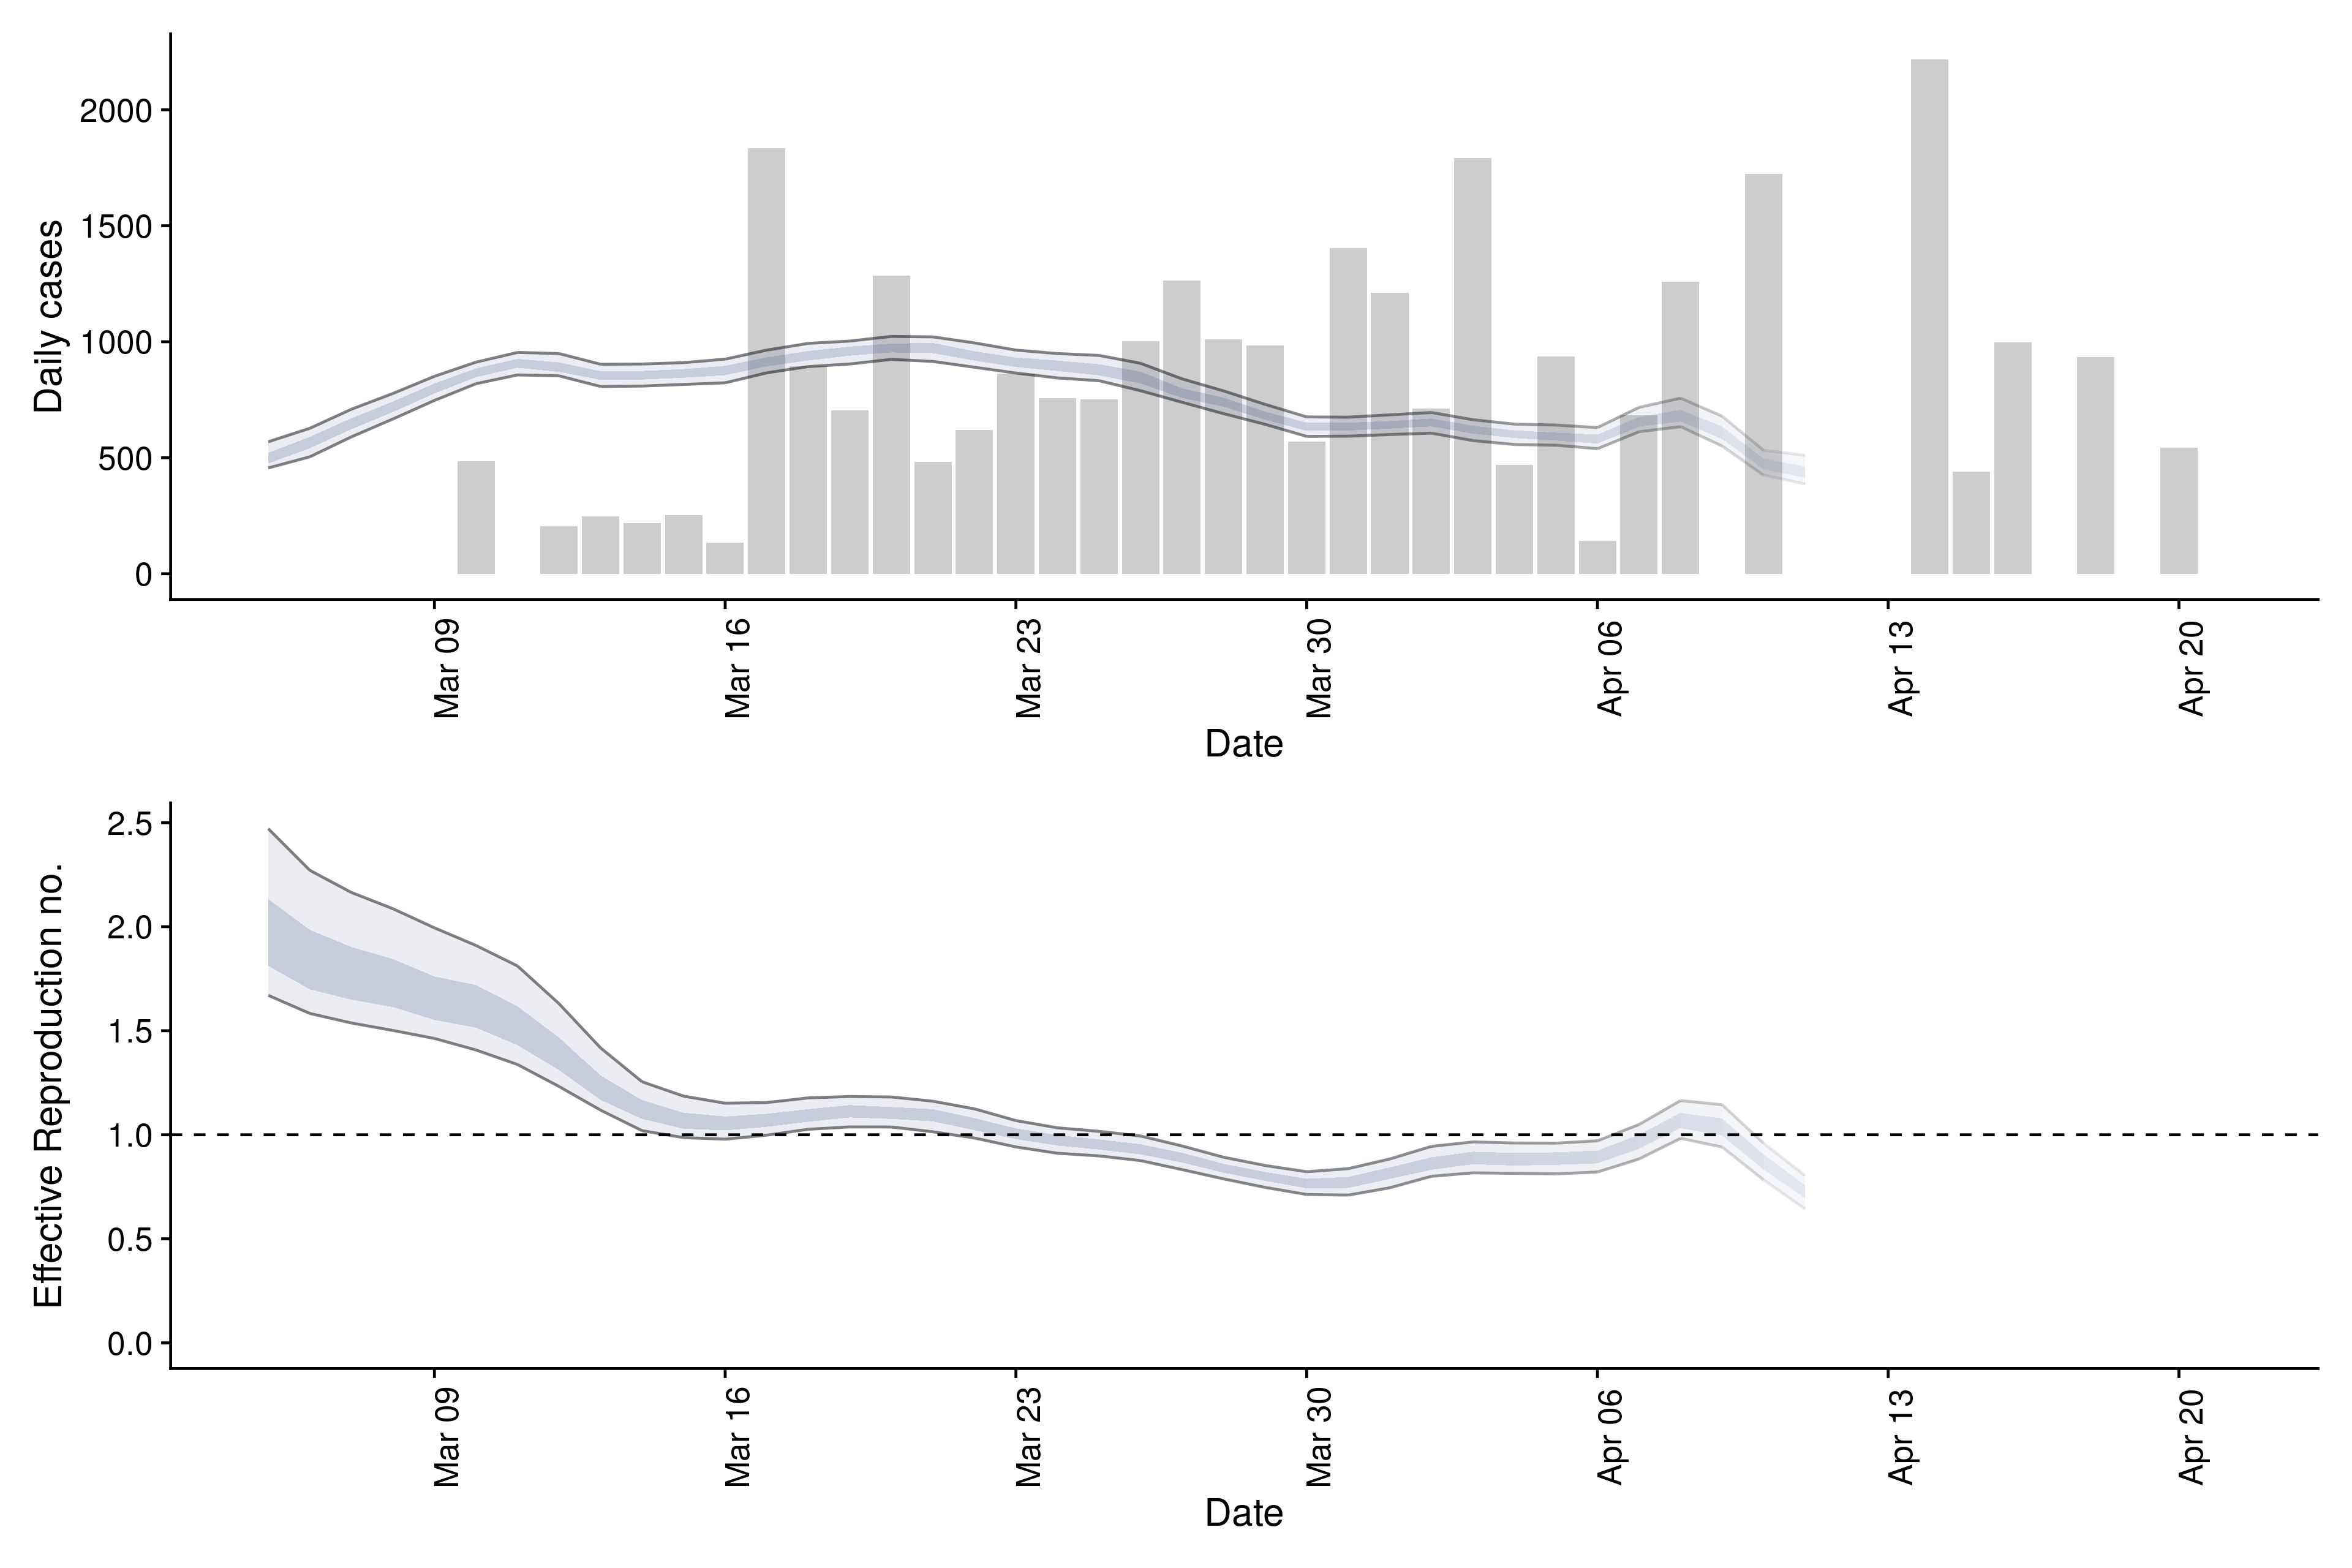 Daily cases
2000
1500
1000
500
0
Mar 09
Mar 16
Mar 23
Mar 30
Apr 06
Apr 13
Apr 20
Date
Effective Reproduction no.
2.5
2.0
1.5
1.0
0.5
0.0
Mar 09
Mar 16
Mar 23
Mar 30
Apr 06
Apr 13
Apr 20
Date